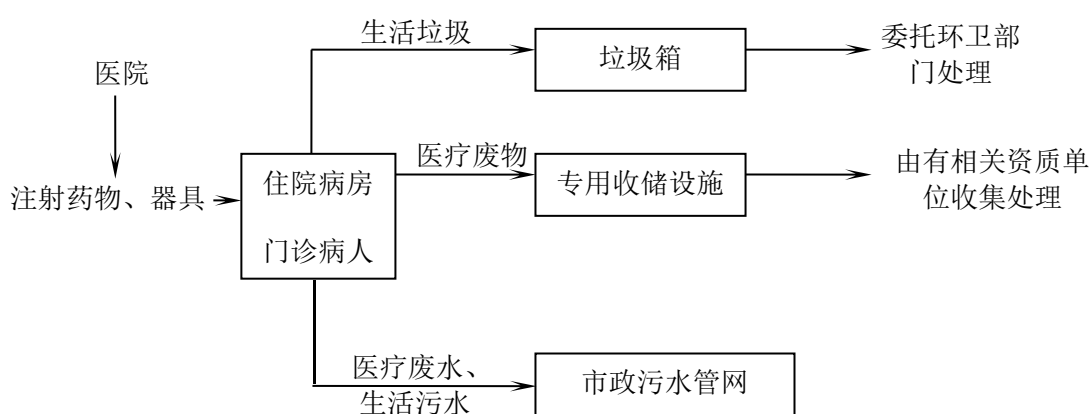 生活垃圾
垃圾箱
委托环卫部
门处理
医院
医疗废物
专用收储设施
由有相关资质单
位收集处理
注射药物、器具
住院病房
门诊病人
医疗废水、
生活污水
市政污水管网